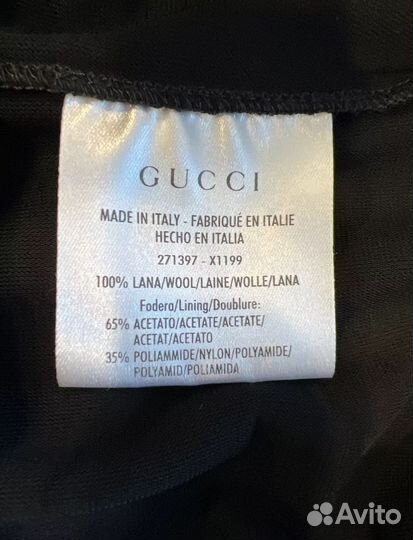 GUCCI
MADE IN ITALY - FABRIQUÉ EN ITALIE
HECHO EN ITALIA
271397 - X1199
100% LANA/WOOL/LAINE/WOLLE/LANA
Fodera/Lining/Doublure:
65% ACETATO/ACETATE/ACETATE/
ACETAT/ACETATO
35% POLIAMMIDE/NYLON/POLYAMIDE/
POLYAMID/POLIAMIDA
Avito